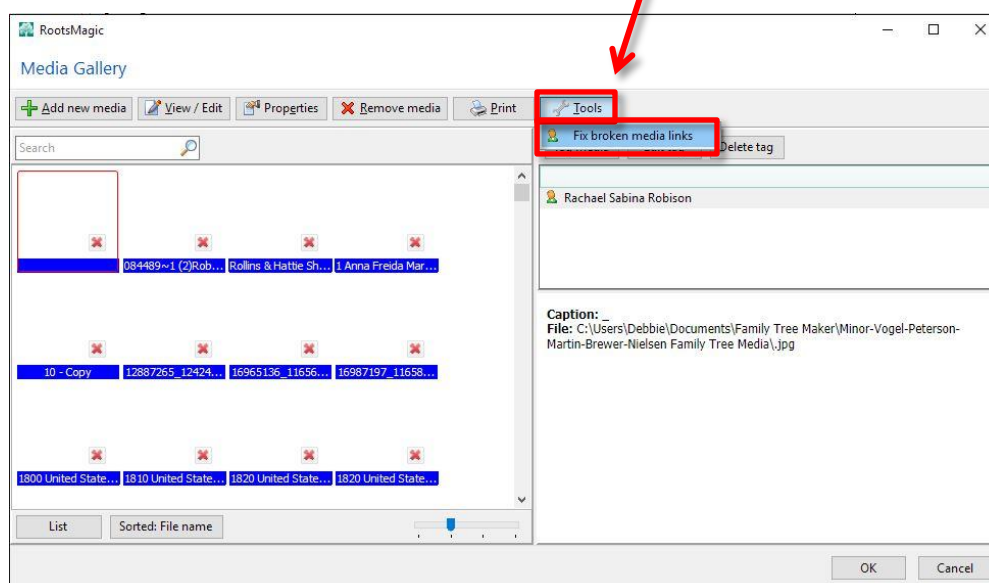 RootsMagic
Media Gallery
Add new media View / Edit Properties Remove media Print Tools
Fix broken media links
Search
Delete tag
Rachael Sabina Robison
084489~1 (2)Rob... Rollins & Hattie Sh... 1 Anna Freida Mar...
Caption: _
File: C:\Users\Debbie\Documents\Family Tree Maker\Minor-Vogel-Peterson-
Martin-Brewer-Nielsen Family Tree Media\.jpg
10 - Copy 12887265_12424... 16965136_11656... 16987197_11658...
1800 United State... 1810 United State... 1820 United State... 1820 United State...
List Sorted: File name
OK Cancel